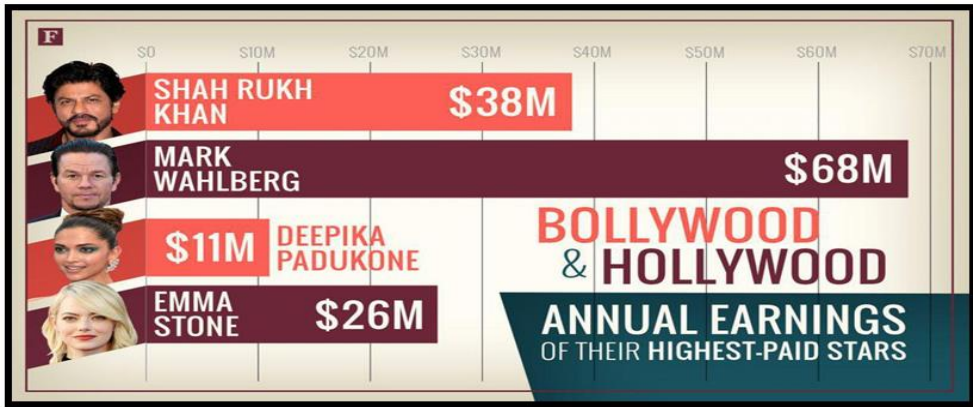 F
$0 $10M $20M $30M $40M $50M $60M $70M
SHAH RUKH
KHAN
$38M
MARK
WAHLBERG
$68M
$11M
DEEPIKA
PADUKONE
EMMA
STONE
$26M
BOLLYWOOD
& HOLLYWOOD
ANNUAL EARNINGS
OF THEIR HIGHEST-PAID STARS